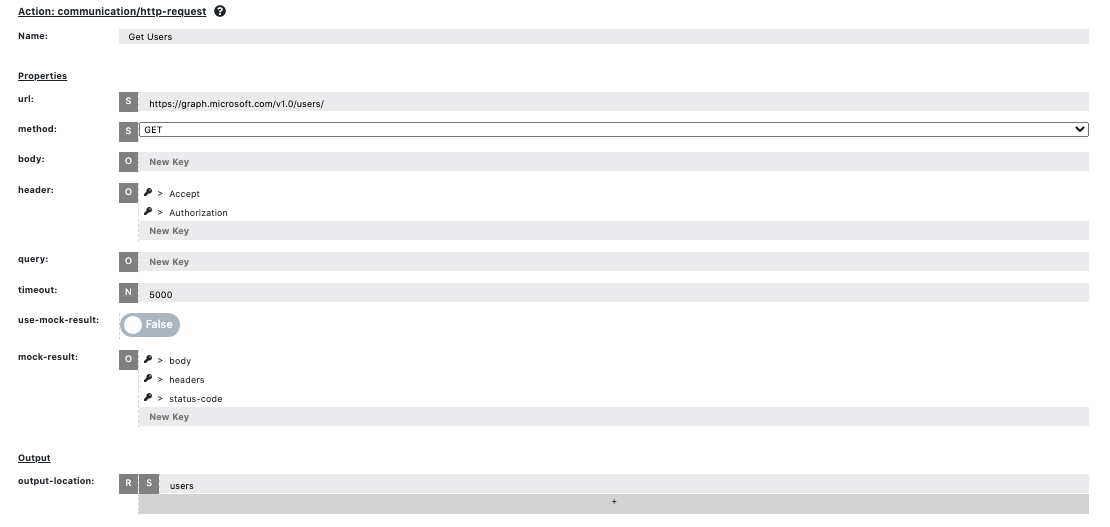 Action: communication/http-request ?
Name: Get Users
Properties
url: S https://graph.microsoft.com/v1.0/users/
method: S GET
body: O New Key
header: O > Accept
> Authorization
New Key
query: O New Key
timeout: N 5000
use-mock-result: False
mock-result: O > body
> headers
> status-code
New Key
Output
output-location: R S users
+